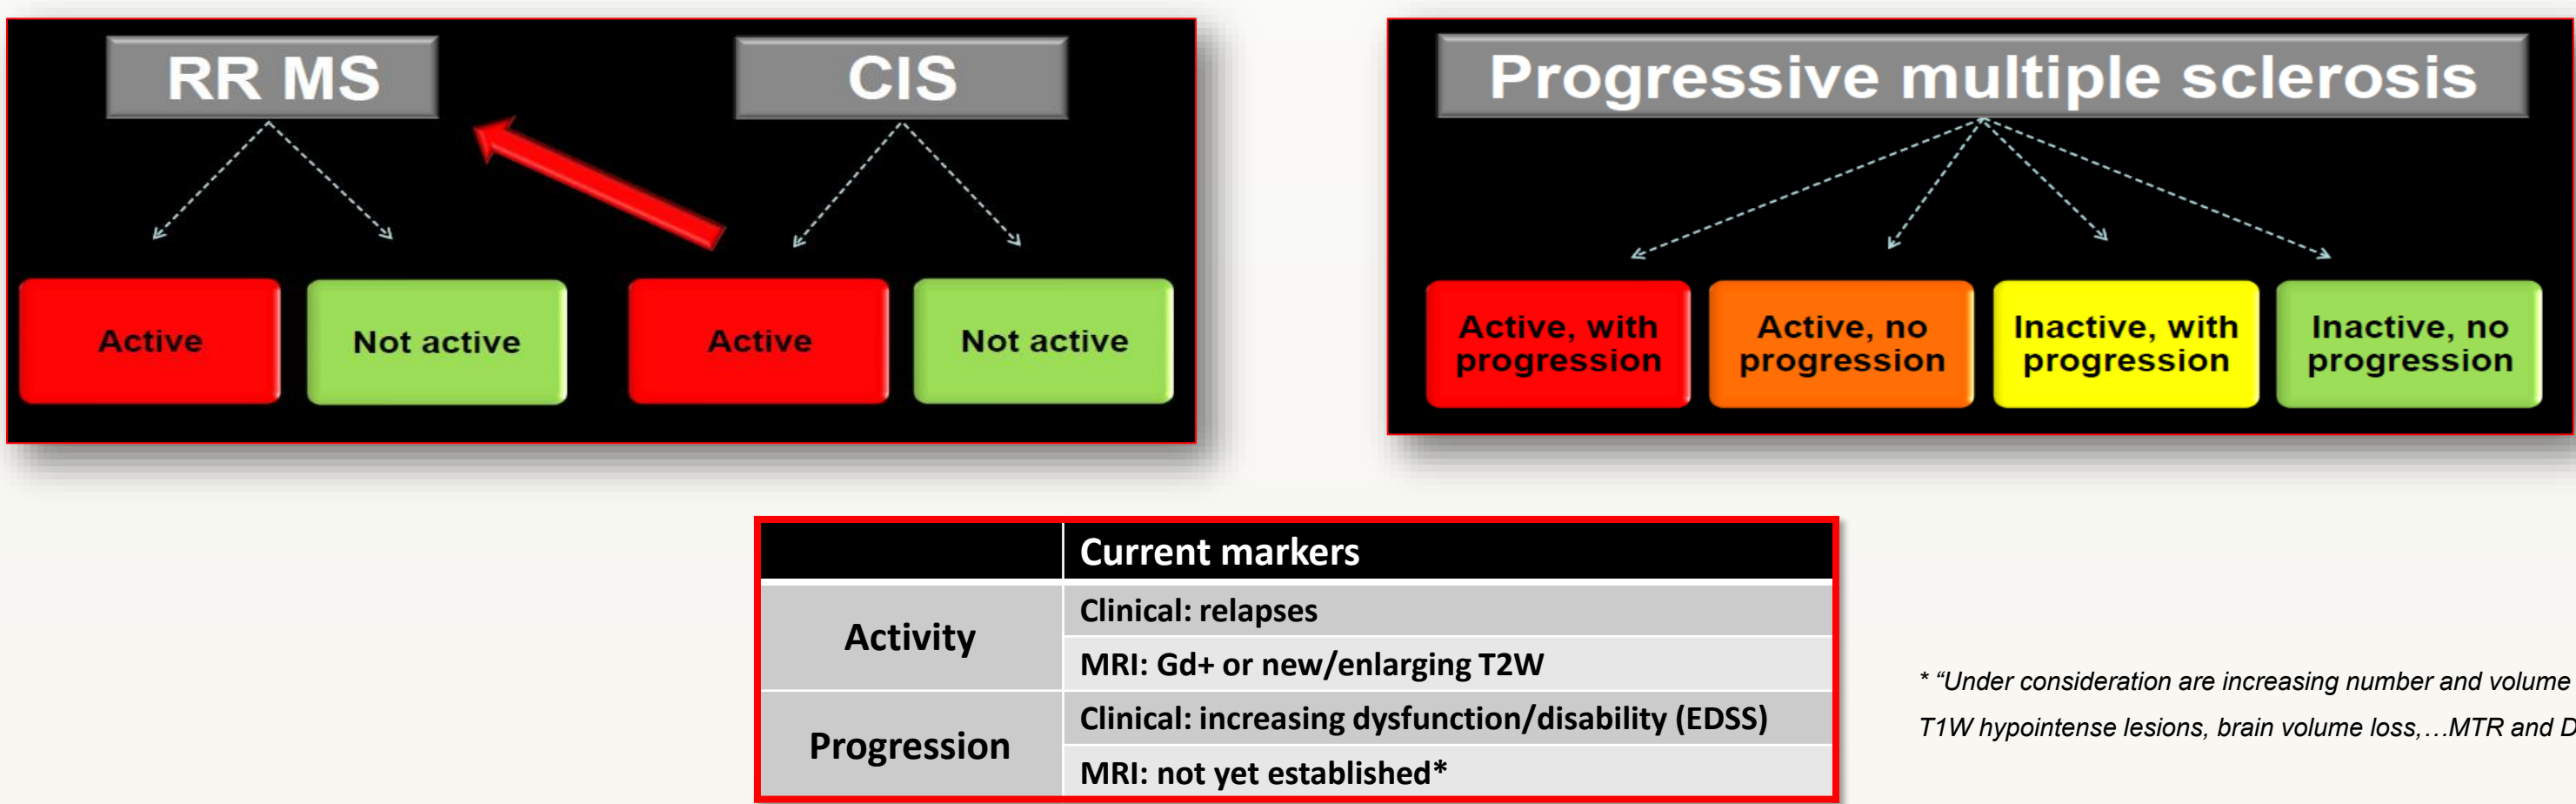 RR MS
CIS
Active
Not active
Active
Not active
Progressive multiple sclerosis
Active, with
progression
Active, no
progression
Inactive, with
progression
Inactive, no
progression
Current markers
Activity
Clinical: relapses
MRI: Gd+ or new/enlarging T2W
Progression
Clinical: increasing dysfunction/disability (EDSS)
MRI: not yet established*
* “Under consideration are increasing number and volume
T1W hypointense lesions, brain volume loss,…MTR and